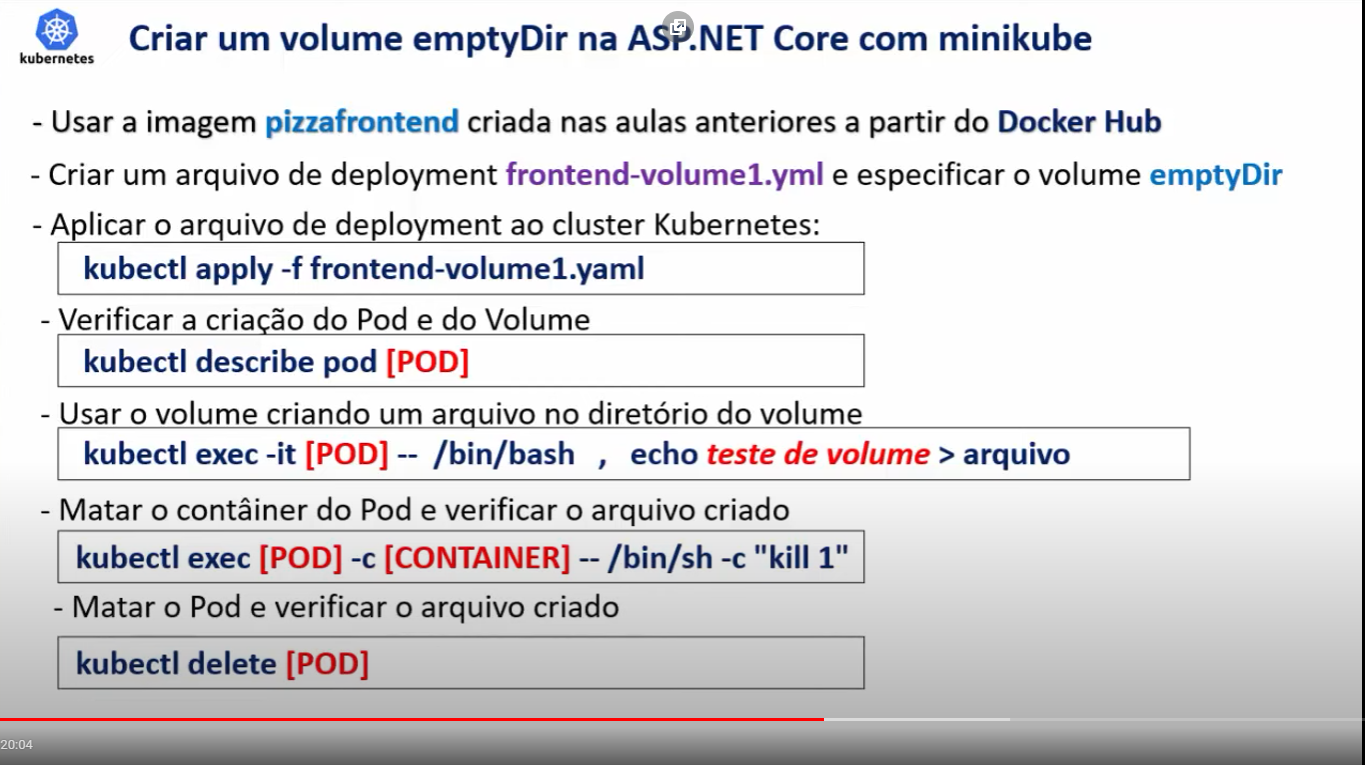 kubernetes
Criar um volume emptyDir na ASP.NET Core com minikube
- Usar a imagem pizzafrontend criada nas aulas anteriores a partir do Docker Hub
- Criar um arquivo de deployment frontend-volume1.yml e especificar o volume emptyDir
- Aplicar o arquivo de deployment ao cluster Kubernetes:
kubectl apply -f frontend-volume1.yaml
- Verificar a criação do Pod e do Volume
kubectl describe pod [POD]
- Usar o volume criando um arquivo no diretório do volume
kubectl exec -it [POD] -- /bin/bash , echo teste de volume > arquivo
- Matar o contâiner do Pod e verificar o arquivo criado
kubectl exec [POD] -c [CONTAINER] -- /bin/sh -c "kill 1"
- Matar o Pod e verificar o arquivo criado
kubectl delete [POD]
20:04